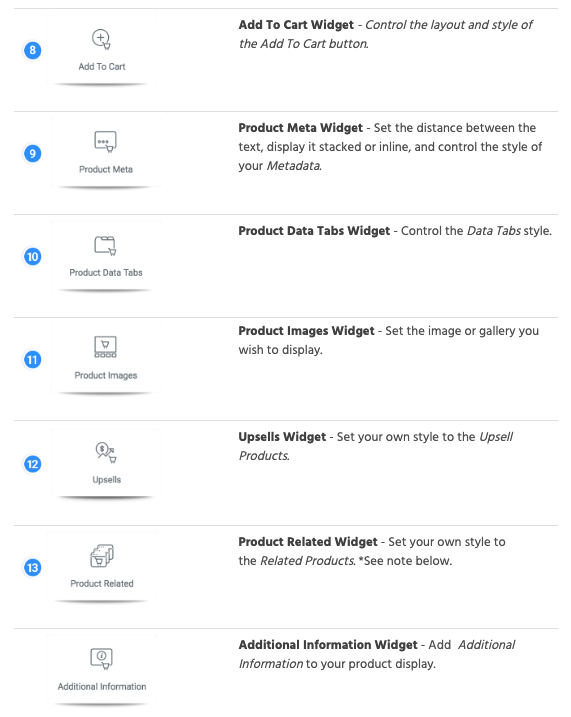 Add To Cart Widget - Control the layout and style of
the Add To Cart button.
8
Add To Cart
Product Meta Widget - Set the distance between the
text, display it stacked or inline, and control the style of
your Metadata.
9
Product Meta
Product Data Tabs Widget - Control the Data Tabs style.
10
Product Data Tabs
Product Images Widget - Set the image or gallery you
wish to display.
11
Product Images
Upsells Widget - Set your own style to the Upsell
Products.
12
Upsells
Product Related Widget - Set your own style to
the Related Products. *See note below.
13
Product Related
Additional Information Widget - Add Additional
Information to your product display.
Additional Information